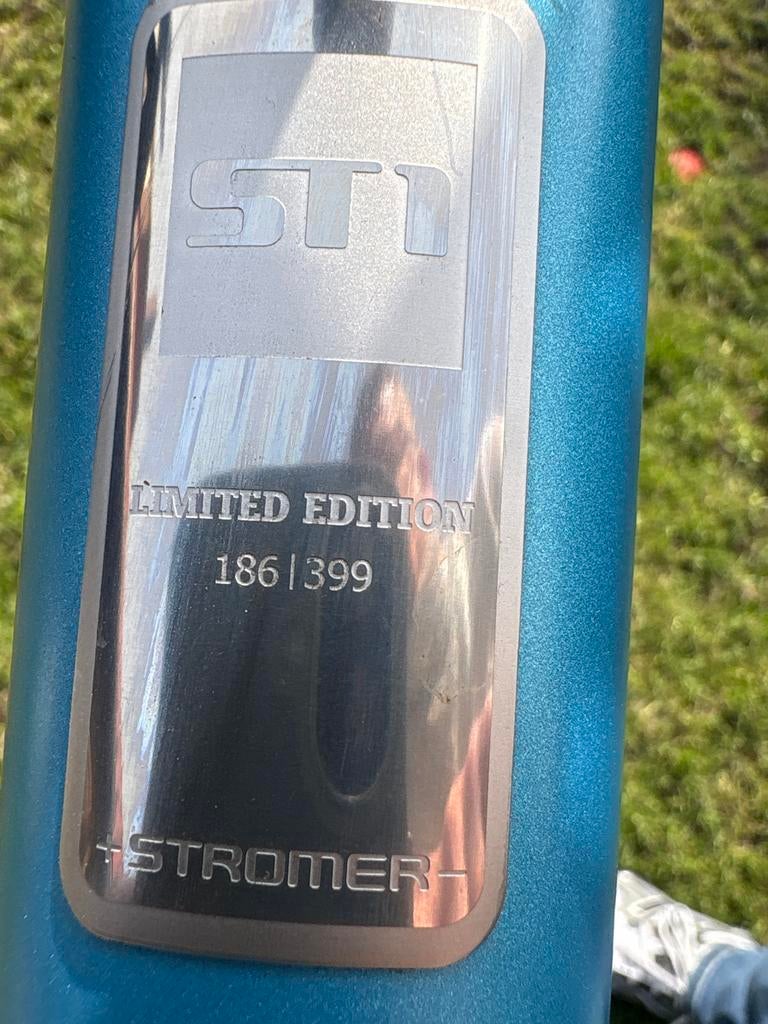 ST1
LIMITED EDITION
186|399
+STROMER-